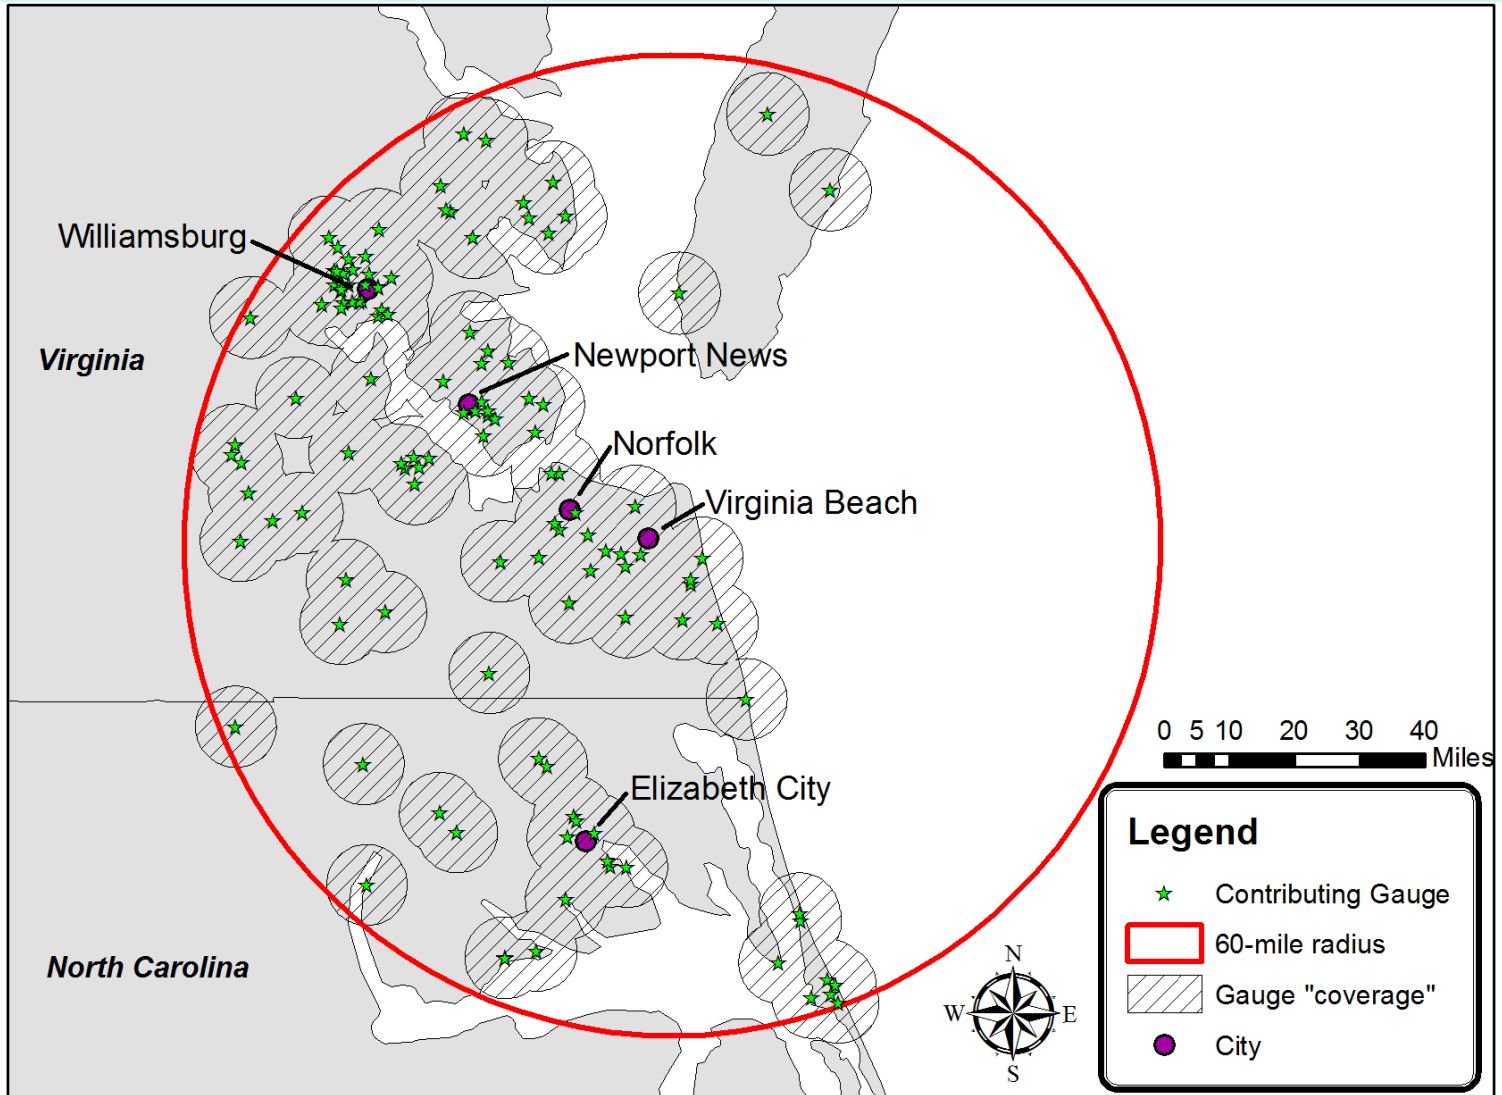 Williamsburg
Virginia
Newport News
Norfolk
Virginia Beach
0 5 10 20 30 40
Miles
Elizabeth City
North Carolina
N
W E
S
Legend
Contributing Gauge
60-mile radius
Gauge "coverage"
City